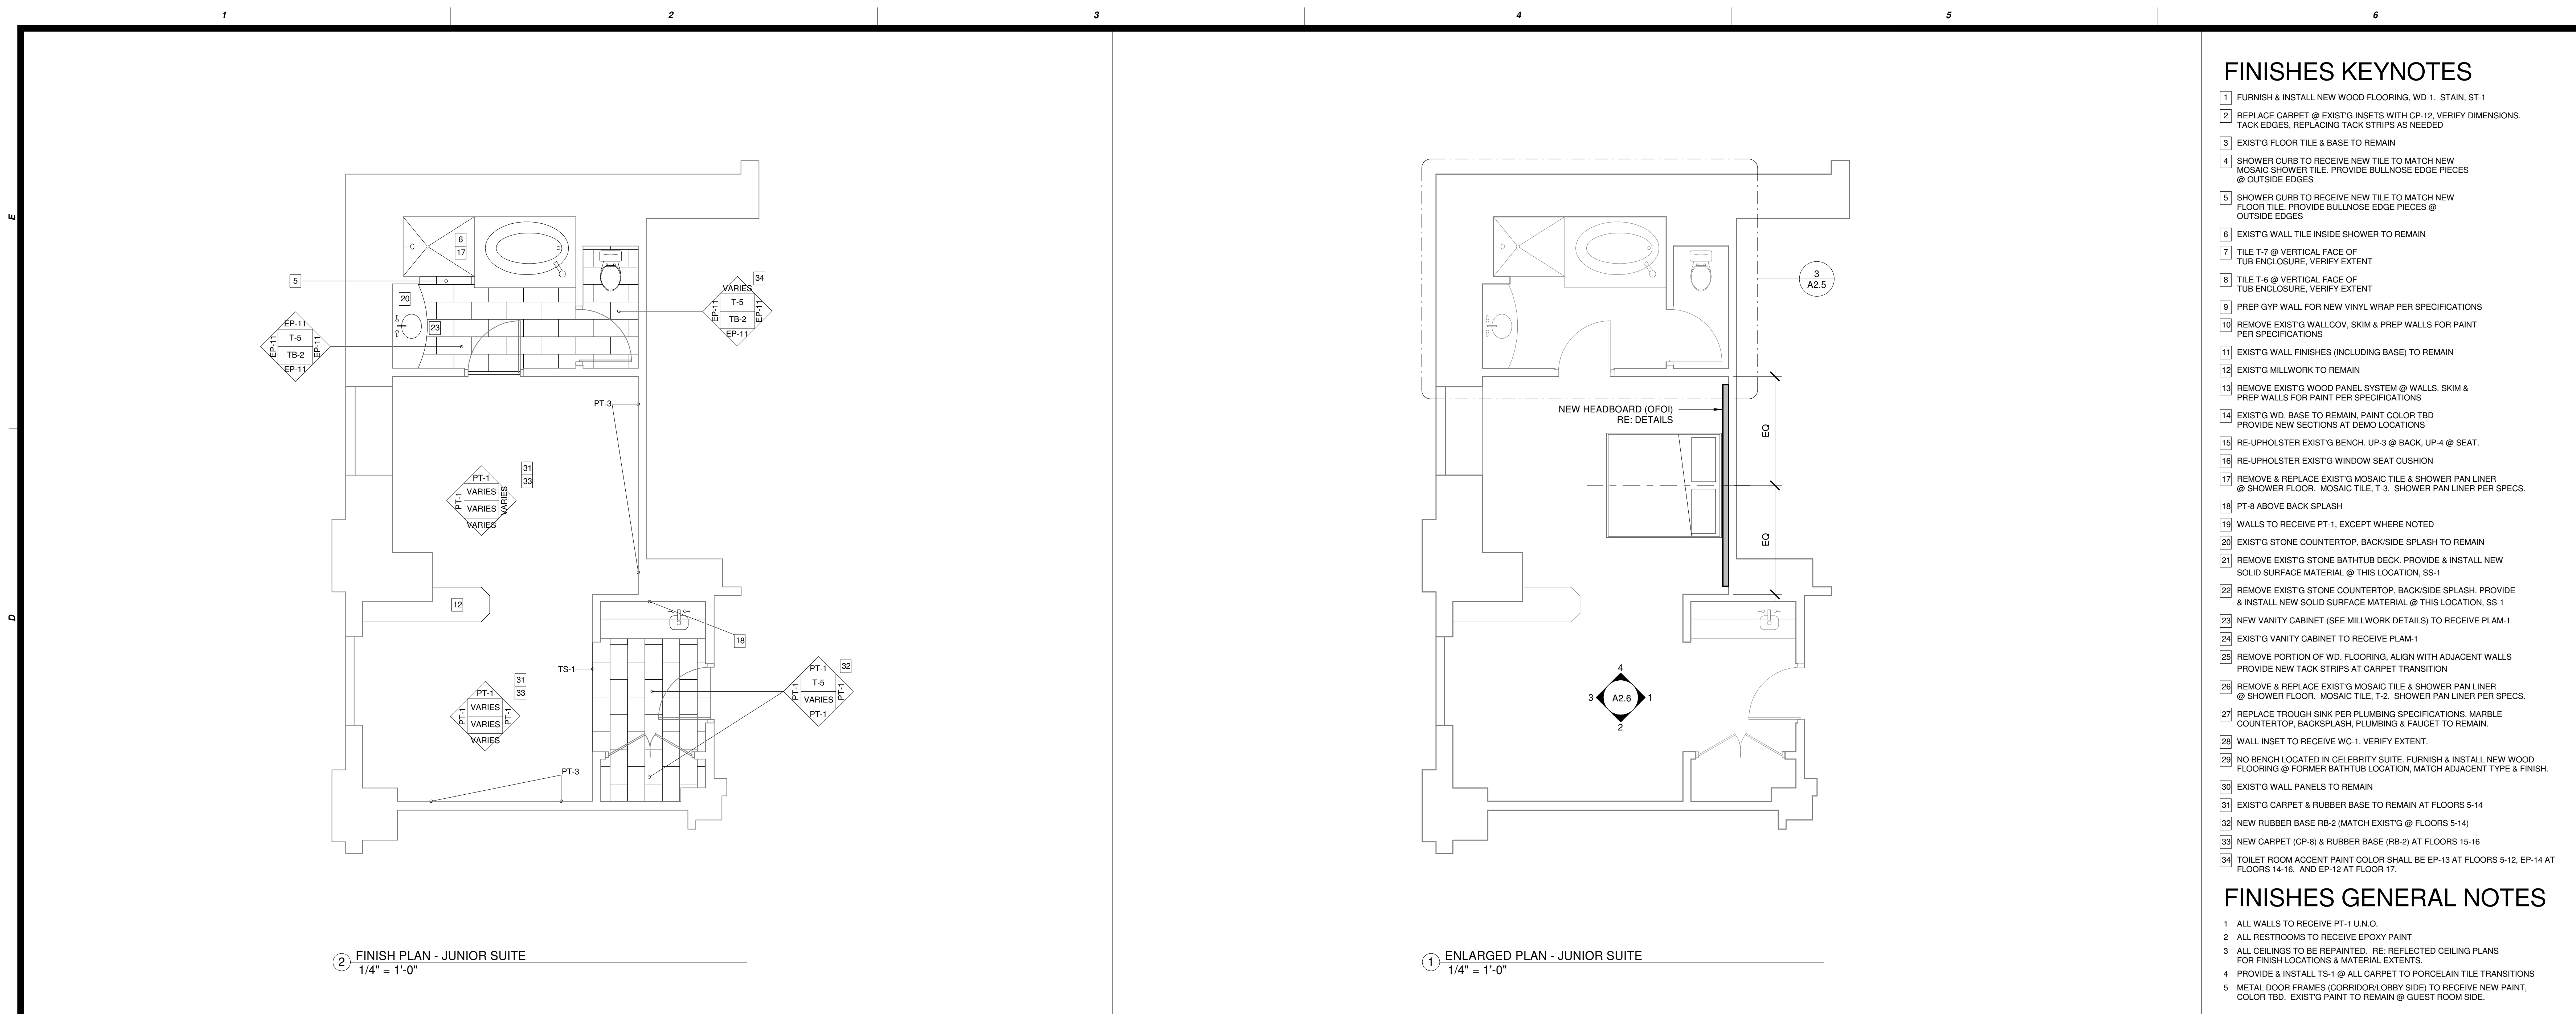 1 2 3 4 5 6
E
D
6
17
5
34
VARIES
EP-11 T-5 EP-11
TB-2
EP-11
20
23
EP-11
EP-11 T-5 EP-11
TB-2
EP-11
PT-3
31
33
PT-1
PT-1 VARIES VARIES
VARIES
VARIES
12
18
TS-1
32
PT-1
PT-1 T-5 PT-1
VARIES
PT-1
31
33
PT-1
PT-1 VARIES PT-1
VARIES
VARIES
PT-3
2 FINISH PLAN - JUNIOR SUITE
1/4" = 1'-0"
3
A2.5
NEW HEADBOARD (OFOI)
RE: DETAILS
EQ
EQ
4
3 A2.6 1
2
1 ENLARGED PLAN - JUNIOR SUITE
1/4" = 1'-0"
FINISHES KEYNOTES
1 FURNISH & INSTALL NEW WOOD FLOORING, WD-1. STAIN, ST-1
2 REPLACE CARPET @ EXIST'G INSETS WITH CP-12, VERIFY DIMENSIONS.
TACK EDGES, REPLACING TACK STRIPS AS NEEDED
3 EXIST'G FLOOR TILE & BASE TO REMAIN
4 SHOWER CURB TO RECEIVE NEW TILE TO MATCH NEW
MOSAIC SHOWER TILE. PROVIDE BULLNOSE EDGE PIECES
@ OUTSIDE EDGES
5 SHOWER CURB TO RECEIVE NEW TILE TO MATCH NEW
FLOOR TILE. PROVIDE BULLNOSE EDGE PIECES @
OUTSIDE EDGES
6 EXIST'G WALL TILE INSIDE SHOWER TO REMAIN
7 TILE T-7 @ VERTICAL FACE OF
TUB ENCLOSURE, VERIFY EXTENT
8 TILE T-6 @ VERTICAL FACE OF
TUB ENCLOSURE, VERIFY EXTENT
9 PREP GYP WALL FOR NEW VINYL WRAP PER SPECIFICATIONS
10 REMOVE EXIST'G WALLCOV, SKIM & PREP WALLS FOR PAINT
PER SPECIFICATIONS
11 EXIST'G WALL FINISHES (INCLUDING BASE) TO REMAIN
12 EXIST'G MILLWORK TO REMAIN
13 REMOVE EXIST'G WOOD PANEL SYSTEM @ WALLS. SKIM &
PREP WALLS FOR PAINT PER SPECIFICATIONS
14 EXIST'G WD. BASE TO REMAIN, PAINT COLOR TBD
PROVIDE NEW SECTIONS AT DEMO LOCATIONS
15 RE-UPHOLSTER EXIST'G BENCH. UP-3 @ BACK, UP-4 @ SEAT.
16 RE-UPHOLSTER EXIST'G WINDOW SEAT CUSHION
17 REMOVE & REPLACE EXIST'G MOSAIC TILE & SHOWER PAN LINER
@ SHOWER FLOOR. MOSAIC TILE, T-3. SHOWER PAN LINER PER SPECS.
18 PT-8 ABOVE BACK SPLASH
19 WALLS TO RECEIVE PT-1, EXCEPT WHERE NOTED
20 EXIST'G STONE COUNTERTOP, BACK/SIDE SPLASH TO REMAIN
21 REMOVE EXIST'G STONE BATHTUB DECK. PROVIDE & INSTALL NEW
SOLID SURFACE MATERIAL @ THIS LOCATION, SS-1
22 REMOVE EXIST'G STONE COUNTERTOP, BACK/SIDE SPLASH. PROVIDE
& INSTALL NEW SOLID SURFACE MATERIAL @ THIS LOCATION, SS-1
23 NEW VANITY CABINET (SEE MILLWORK DETAILS) TO RECEIVE PLAM-1
24 EXIST'G VANITY CABINET TO RECEIVE PLAM-1
25 REMOVE PORTION OF WD. FLOORING, ALIGN WITH ADJACENT WALLS
PROVIDE NEW TACK STRIPS AT CARPET TRANSITION
26 REMOVE & REPLACE EXIST'G MOSAIC TILE & SHOWER PAN LINER
@ SHOWER FLOOR. MOSAIC TILE, T-2. SHOWER PAN LINER PER SPECS.
27 REPLACE TROUGH SINK PER PLUMBING SPECIFICATIONS. MARBLE
COUNTERTOP, BACKSPLASH, PLUMBING & FAUCET TO REMAIN.
28 WALL INSET TO RECEIVE WC-1. VERIFY EXTENT.
29 NO BENCH LOCATED IN CELEBRITY SUITE. FURNISH & INSTALL NEW WOOD
FLOORING @ FORMER BATHTUB LOCATION, MATCH ADJACENT TYPE & FINISH.
30 EXIST'G WALL PANELS TO REMAIN
31 EXIST'G CARPET & RUBBER BASE TO REMAIN AT FLOORS 5-14
32 NEW RUBBER BASE RB-2 (MATCH EXIST'G @ FLOORS 5-14)
33 NEW CARPET (CP-8) & RUBBER BASE (RB-2) AT FLOORS 15-16
34 TOILET ROOM ACCENT PAINT COLOR SHALL BE EP-13 AT FLOORS 5-12, EP-14 AT
FLOORS 14-16, AND EP-12 AT FLOOR 17.
FINISHES GENERAL NOTES
1 ALL WALLS TO RECEIVE PT-1 U.N.O.
2 ALL RESTROOMS TO RECEIVE EPOXY PAINT
3 ALL CEILINGS TO BE REPAINTED. RE: REFLECTED CEILING PLANS
FOR FINISH LOCATIONS & MATERIAL EXTENTS.
4 PROVIDE & INSTALL TS-1 @ ALL CARPET TO PORCELAIN TILE TRANSITIONS
5 METAL DOOR FRAMES (CORRIDOR/LOBBY SIDE) TO RECEIVE NEW PAINT,
COLOR TBD. EXIST'G PAINT TO REMAIN @ GUEST ROOM SIDE.